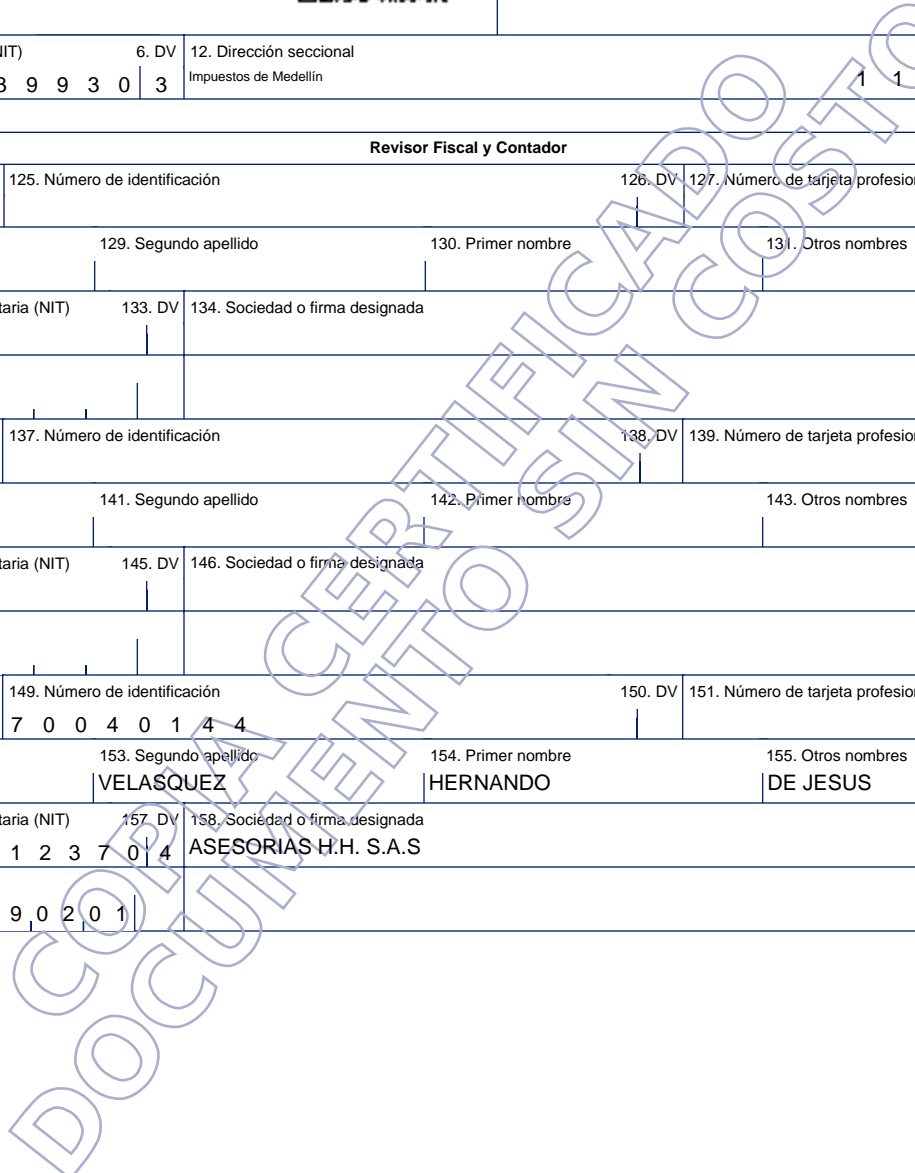 NIT) 6. DV 12. Dirección seccional
9 9 3 0 3 Impuestos de Medellín 1 1
Revisor Fiscal y Contador
125. Número de identificación 126. DV 127. Número de tarjeta profesion
129. Segundo apellido 130. Primer nombre 131. Otros nombres
taria (NIT) 133. DV 134. Sociedad o firma designada
137. Número de identificación 138. DV 139. Número de tarjeta profesion
141. Segundo apellido 142. Primer nombre 143. Otros nombres
taria (NIT) 145. DV 146. Sociedad o firma designada
149. Número de identificación 150. DV 151. Número de tarjeta profesion
7 0 0 4 0 1 4 4
153. Segundo apellido 154. Primer nombre 155. Otros nombres
VELASQUEZ HERNANDO DE JESUS
taria (NIT) 157. DV 158. Sociedad o firma designada
1 2 3 7 0 4 ASESORIAS H.H. S.A.S
9 0 2 0 1
COPIA CERTIFICADO
DOCUMENTO SIN COSTO